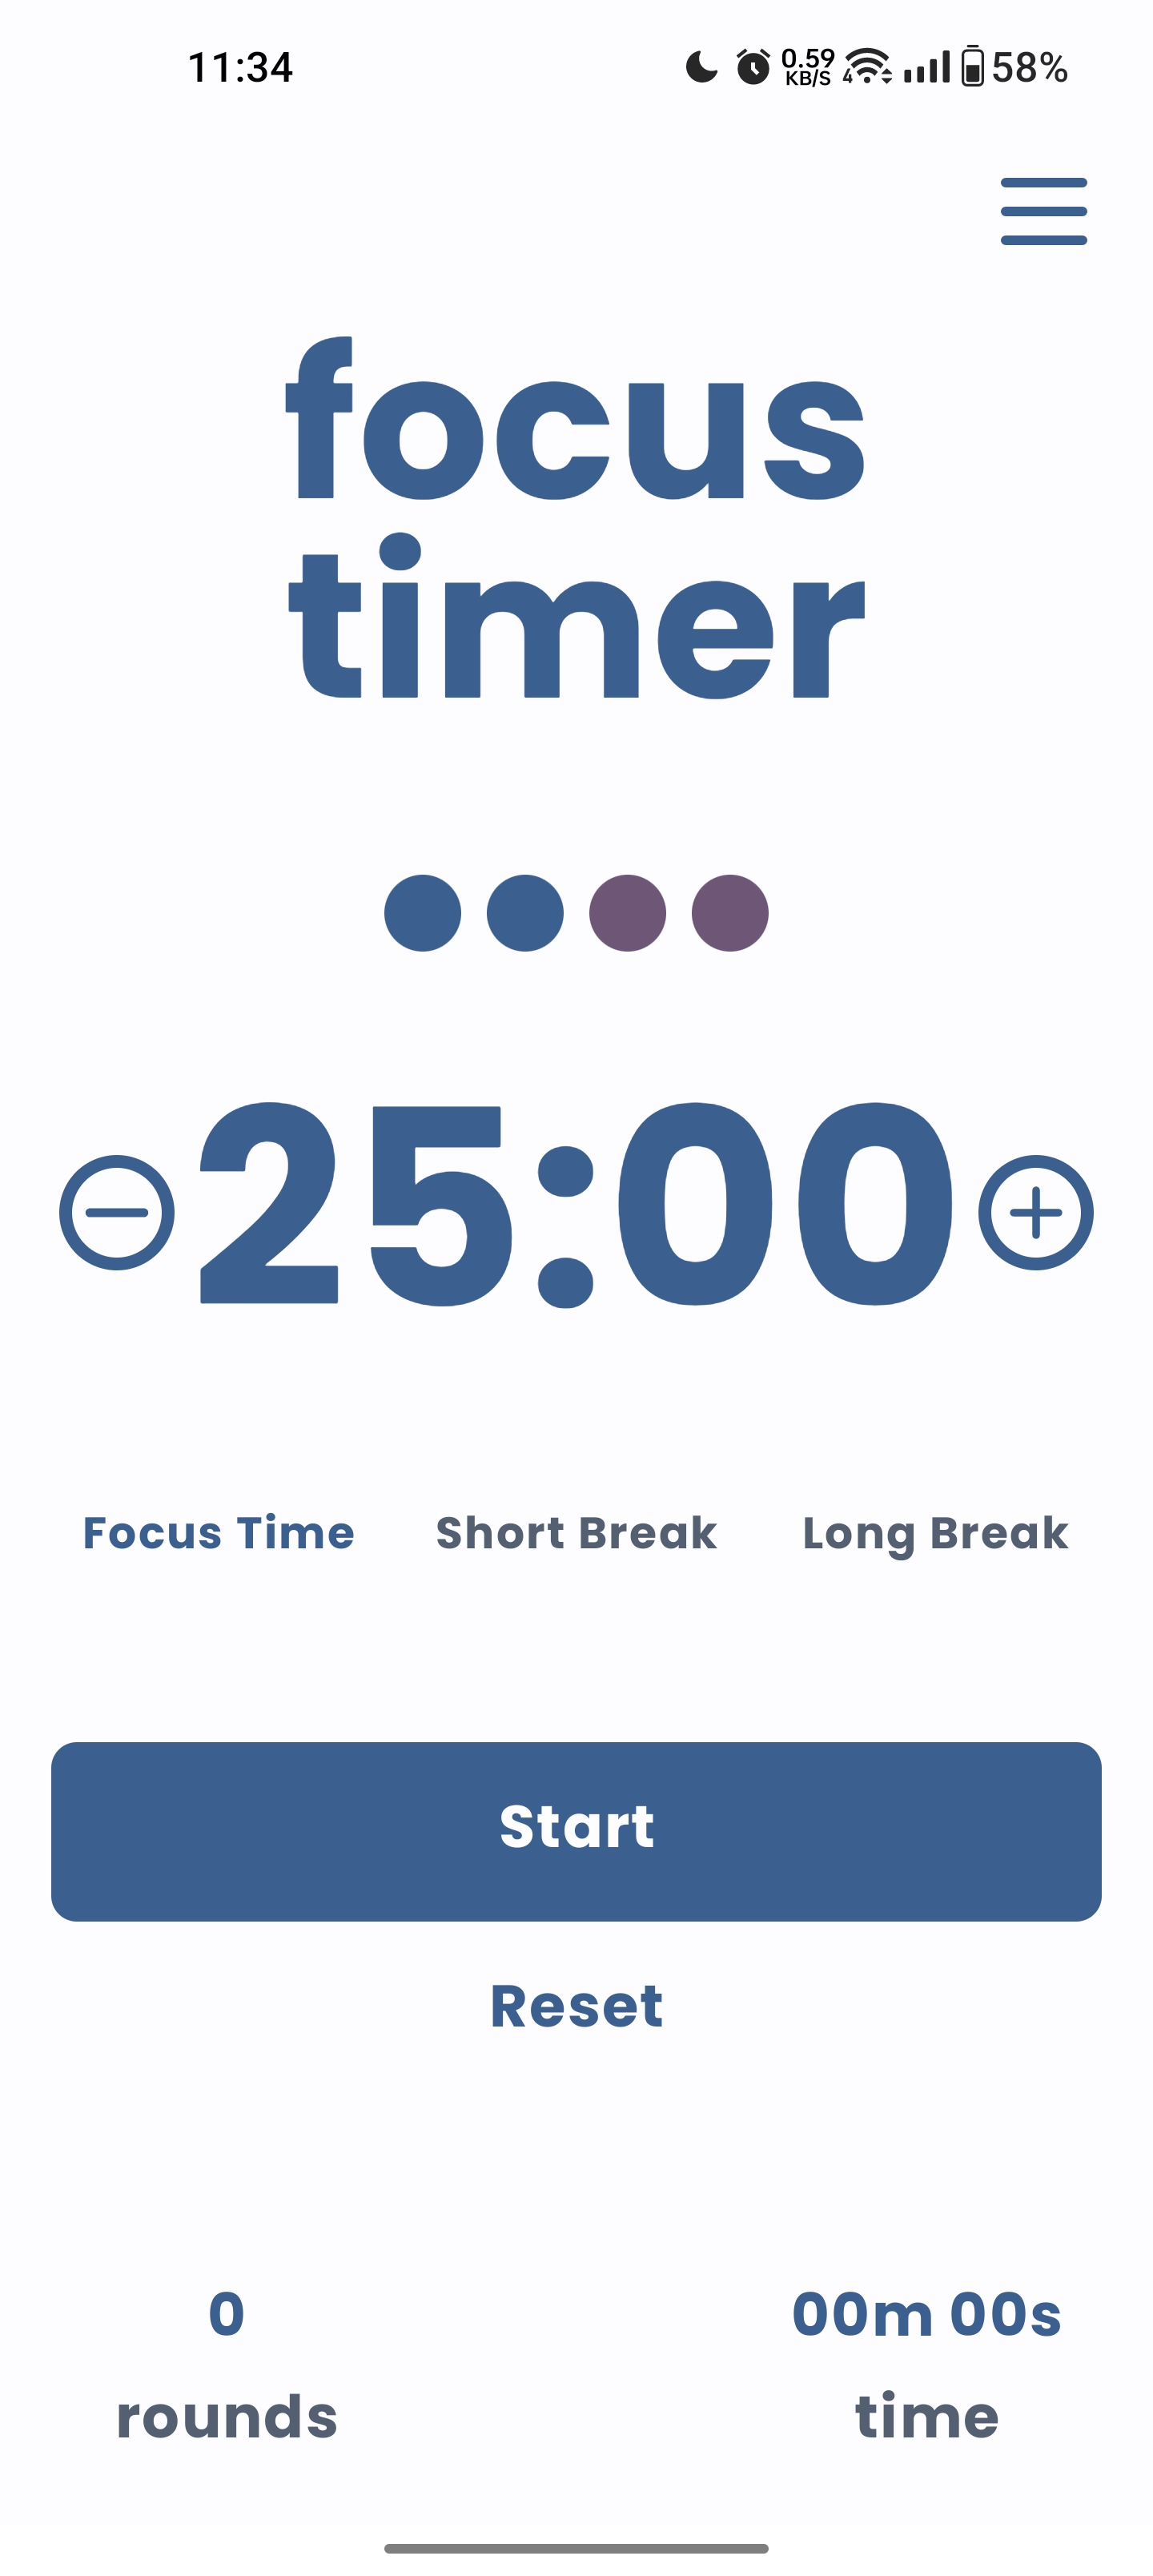 11:34
0.59
KB/S
4
58%
focus
timer
25:00
Focus Time Short Break Long Break
Start
Reset
0 00m 00s
rounds time